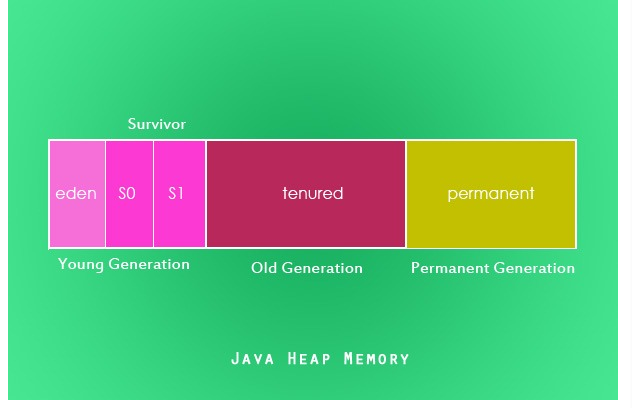 Survivor
eden S0 S1 tenured permanent
Young Generation Old Generation Permanent Generation
Java Heap Memory